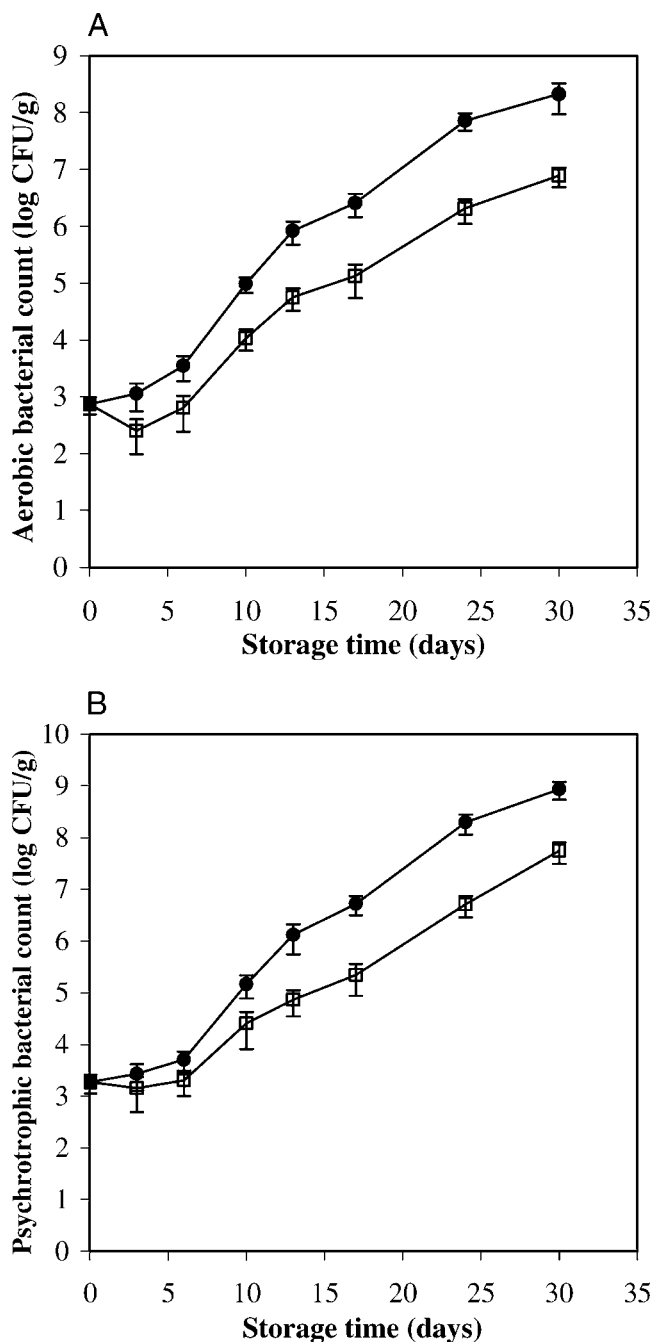 A
Aerobic bacterial count (log CFU/g)
9
8
7
6
5
4
3
2
1
0
0 5 10 15 20 25 30 35
Storage time (days)
B
Psychrotrophic bacterial count (log CFU/g)
10
9
8
7
6
5
4
3
2
1
0
0 5 10 15 20 25 30 35
Storage time (days)